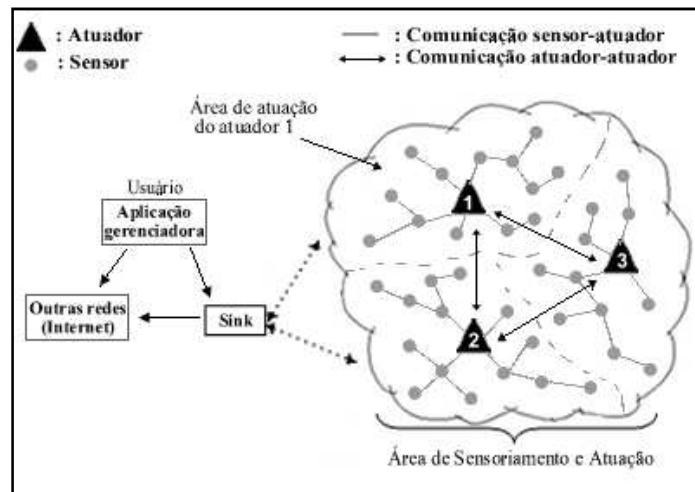 : Atuador
: Sensor
: Comunicação sensor-atuador
: Comunicação atuador-atuador
Área de atuação
do atuador 1
Usuário
Aplicação
gerenciadora
Outras redes
(Internet)
Sink
1
2
3
Área de Sensoriamento e Atuação